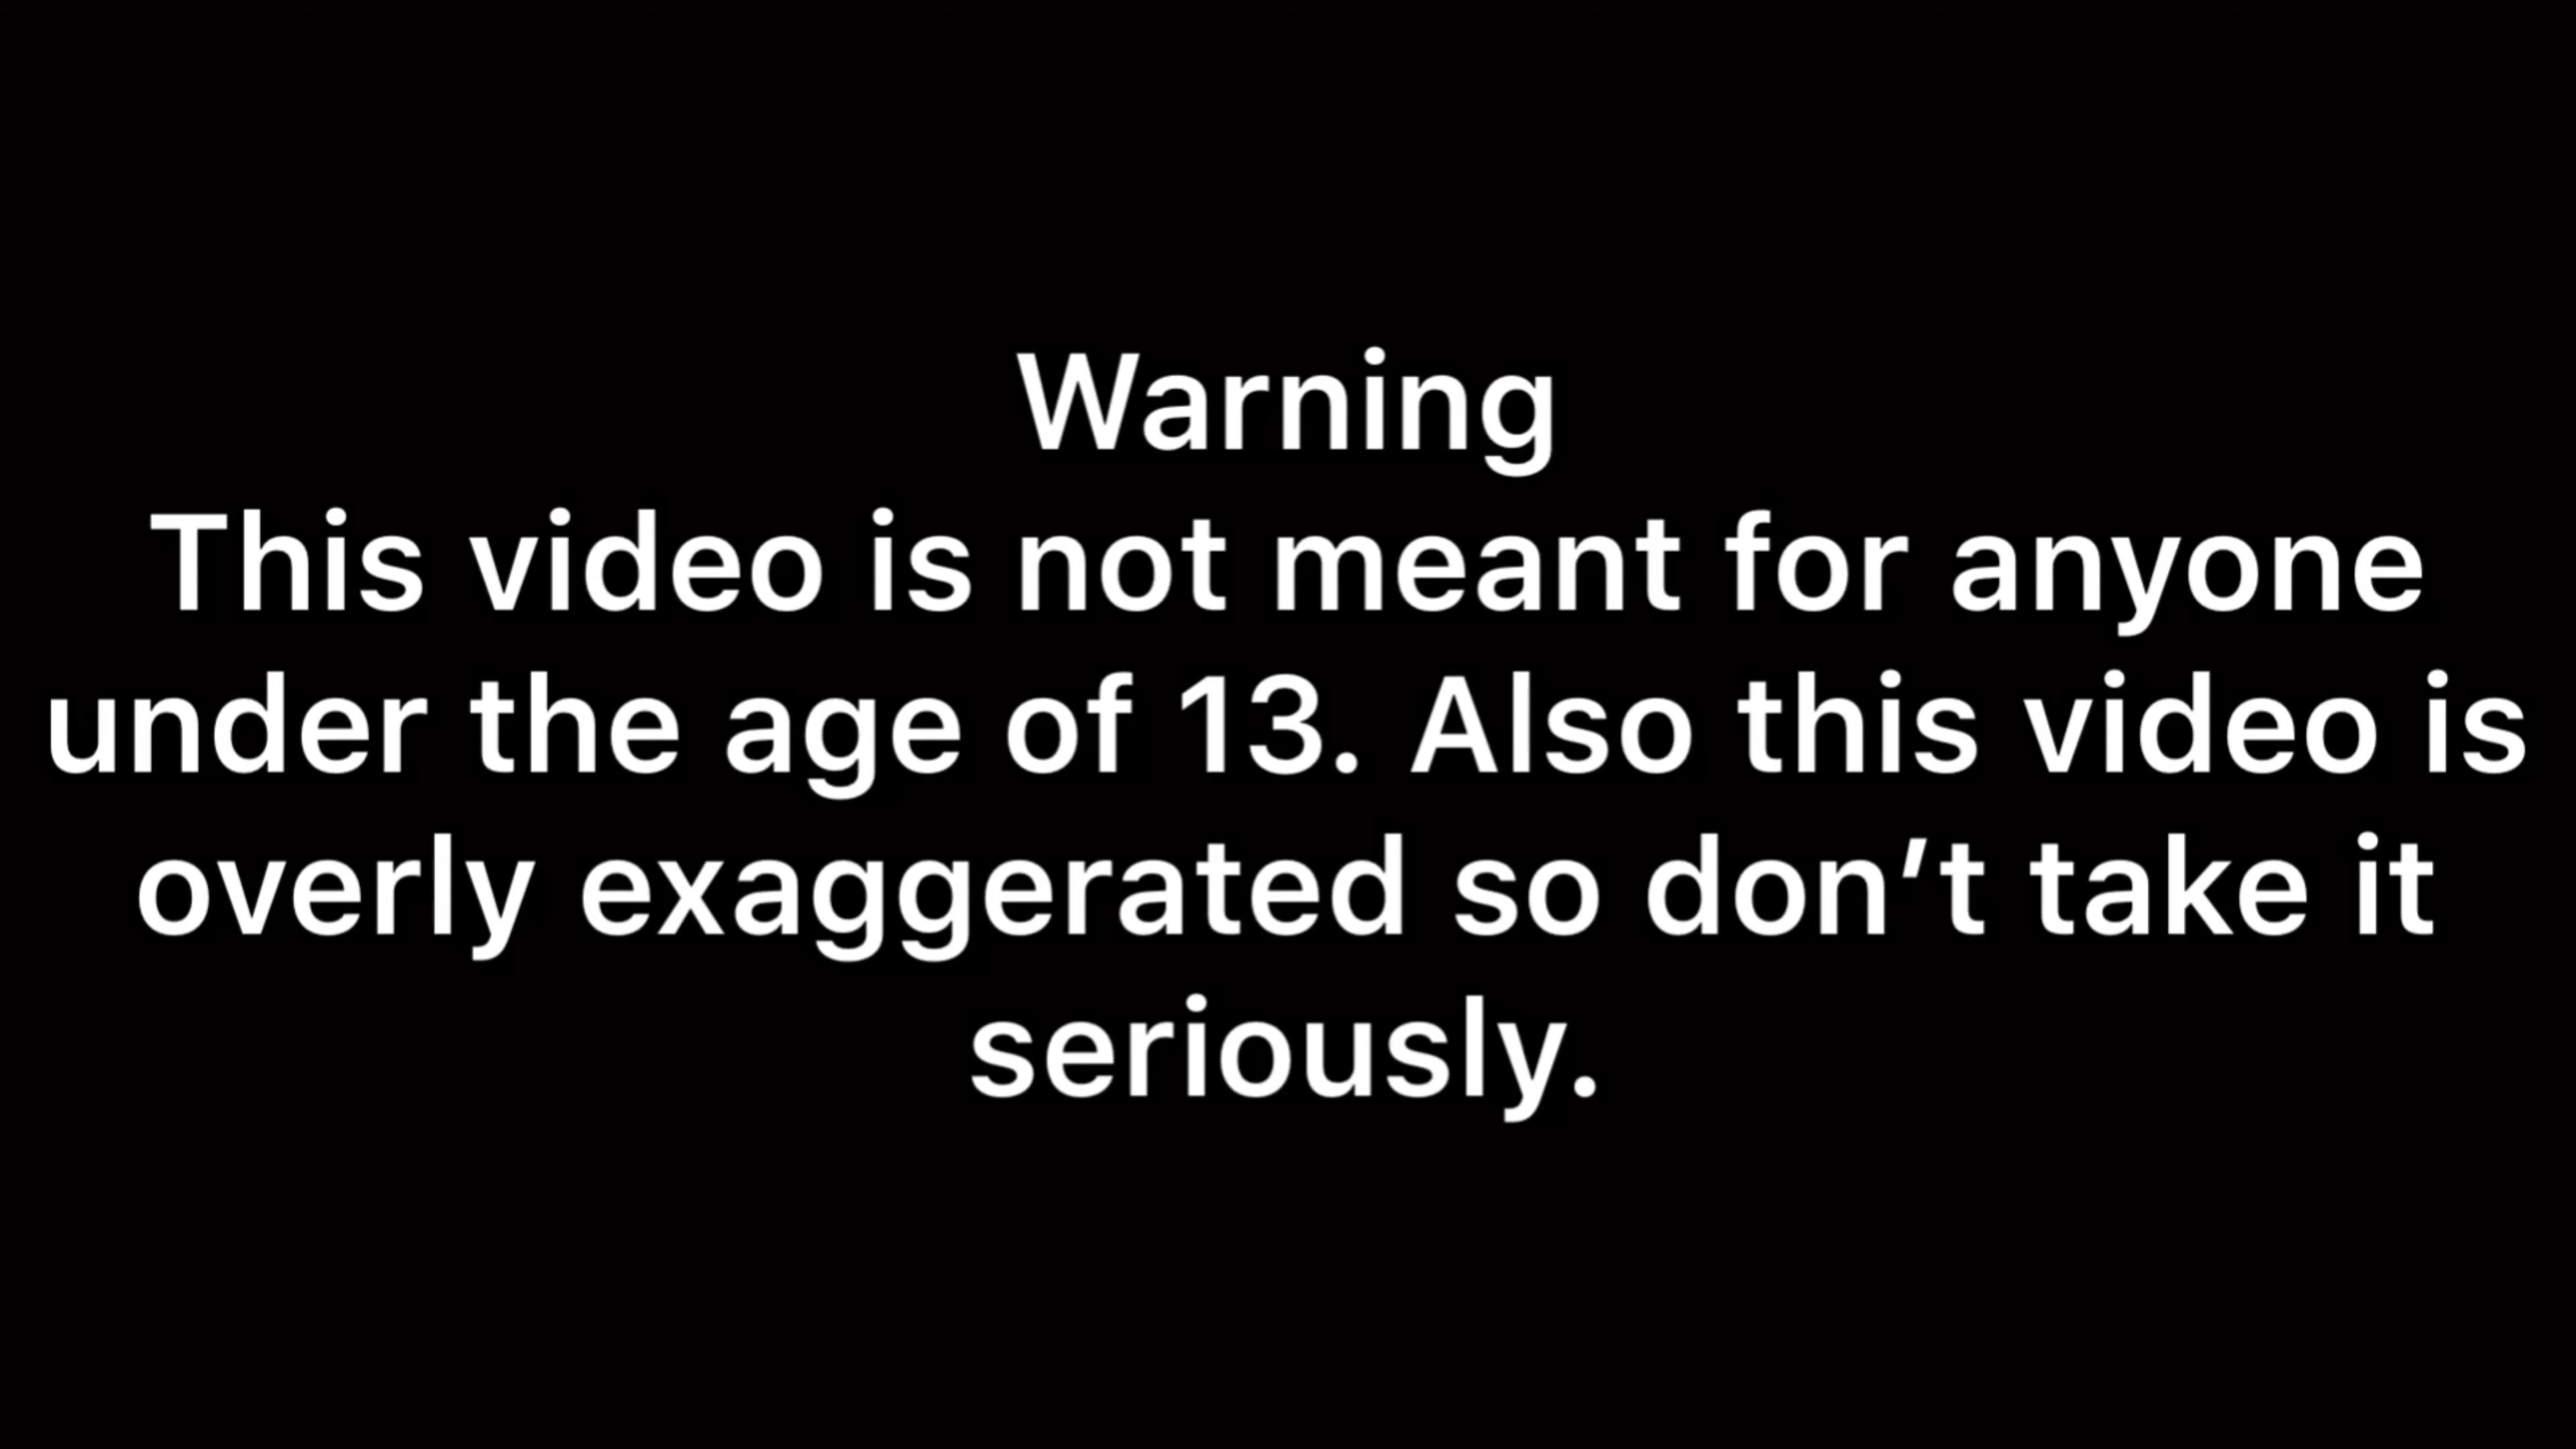 Warning
This video is not meant for anyone
under the age of 13. Also this video is
overly exaggerated so don’t take it
seriously.